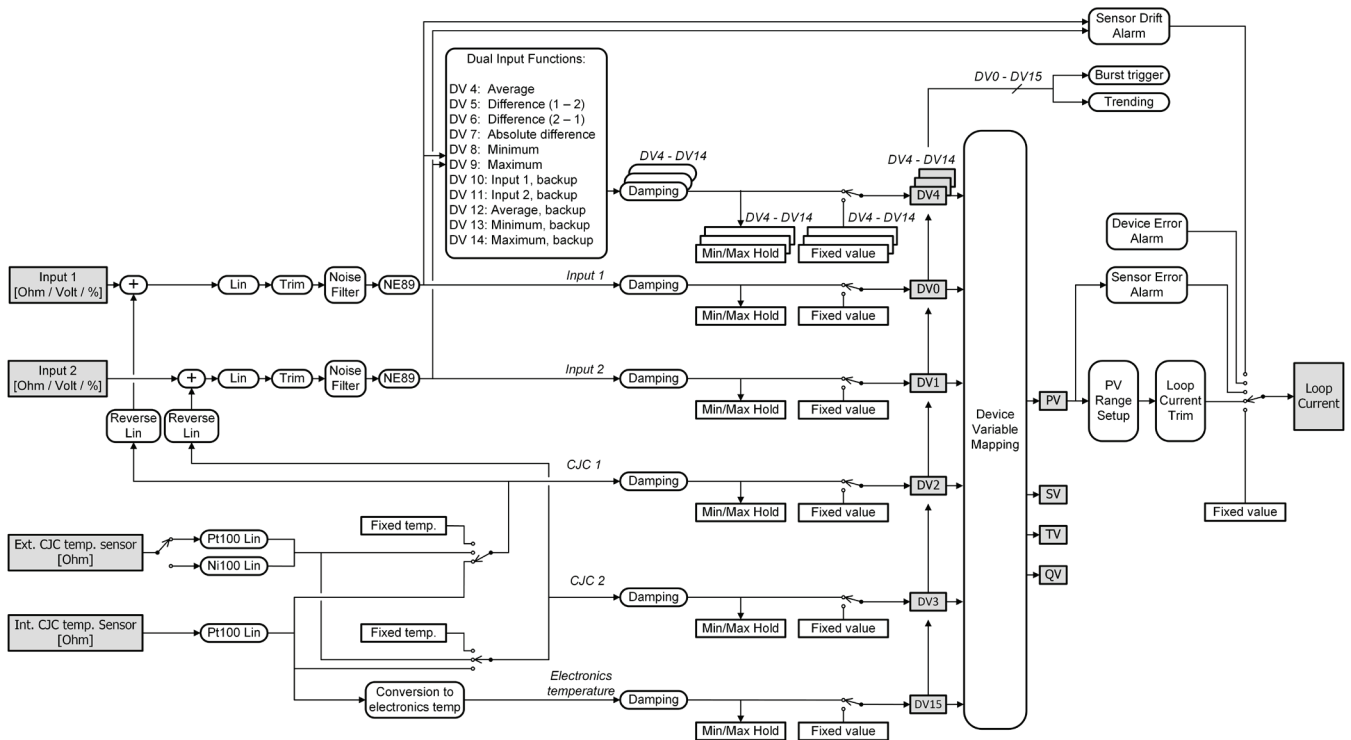 Sensor Drift
Alarm
DV0 - DV15
Burst trigger
Trending
Dual Input Functions:
DV 4: Average
DV 5: Difference (1 – 2)
DV 6: Difference (2 – 1)
DV 7: Absolute difference
DV 8: Minimum
DV 9: Maximum
DV 10: Input 1, backup
DV 11: Input 2, backup
DV 12: Average, backup
DV 13: Minimum, backup
DV 14: Maximum, backup
DV4 - DV14
Damping
DV4 - DV14
Min/Max Hold
DV4 - DV14
Fixed value
DV4 - DV14
DV4
Input 1
[Ohm / Volt / %]
+
Lin
Trim
Noise
Filter
NE89
Input 1
Damping
Min/Max Hold
Fixed value
DV0
Input 2
[Ohm / Volt / %]
+
Lin
Trim
Noise
Filter
NE89
Input 2
Damping
Min/Max Hold
Fixed value
DV1
Reverse
Lin
Reverse
Lin
CJC 1
Damping
Min/Max Hold
Fixed value
DV2
Ext. CJC temp. sensor
[Ohm]
Pt100 Lin
Ni100 Lin
Fixed temp.
CJC 2
Damping
Min/Max Hold
Fixed value
DV3
Int. CJC temp. Sensor
[Ohm]
Pt100 Lin
Fixed temp.
Conversion to
electronics temp
Electronics
temperature
Damping
Min/Max Hold
Fixed value
DV15
Device
Variable
Mapping
PV
SV
TV
QV
Device Error
Alarm
Sensor Error
Alarm
PV
Range
Setup
Loop
Current
Trim
Fixed value
Loop
Current